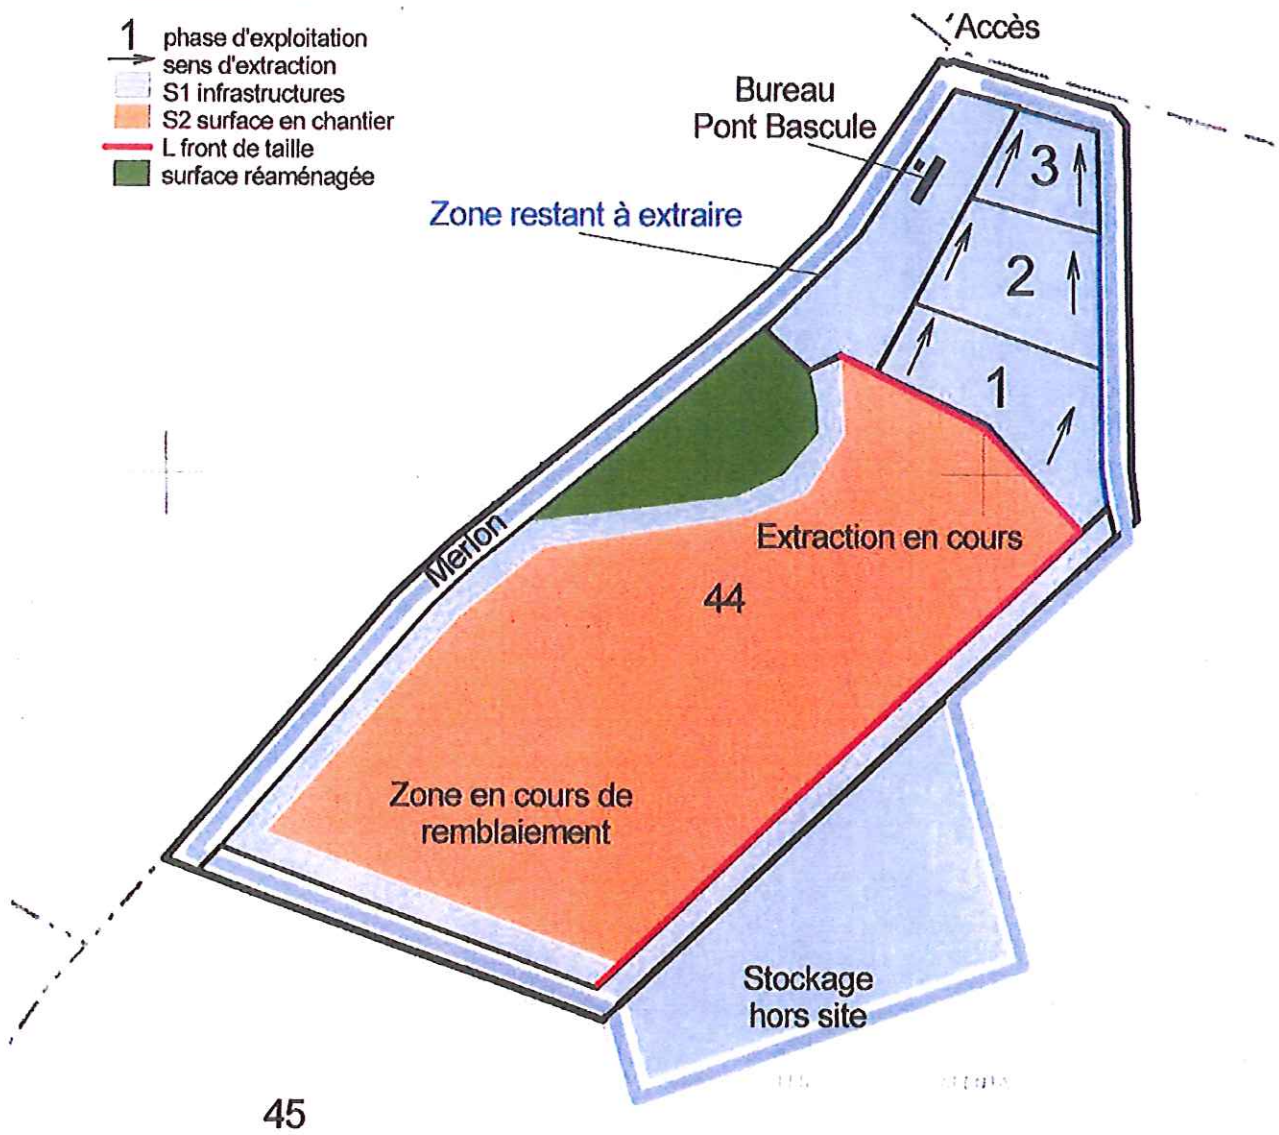 1 phase d'exploitation
sens d'extraction
S1 infrastructures
S2 surface en chantier
L front de taille
surface réaménagée
Accès
Bureau
Pont Bascule
Zone restant à extraire
3
2
1
Merlon
Extraction en cours
44
Zone en cours de
remblaiement
Stockage
hors site
45